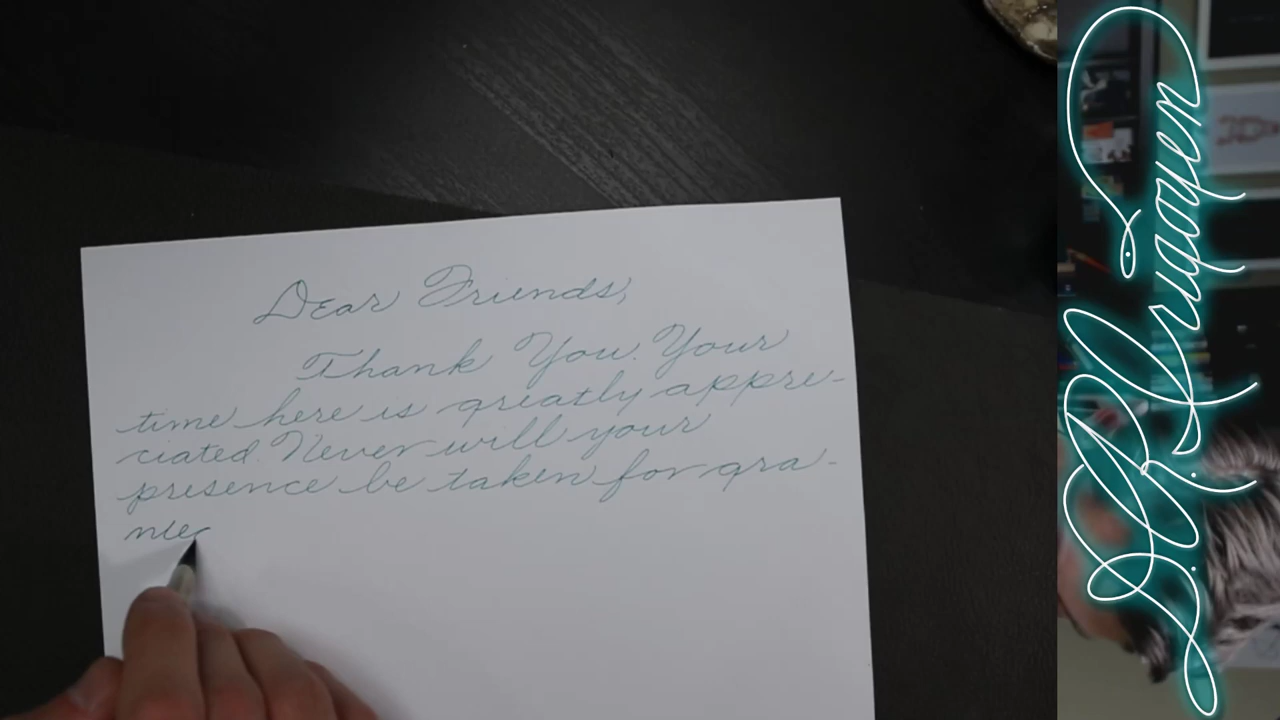 Dear Friends,
Thank You. Your
time here is greatly appre-
ciated. Never will your
presence be taken for gra-
nte